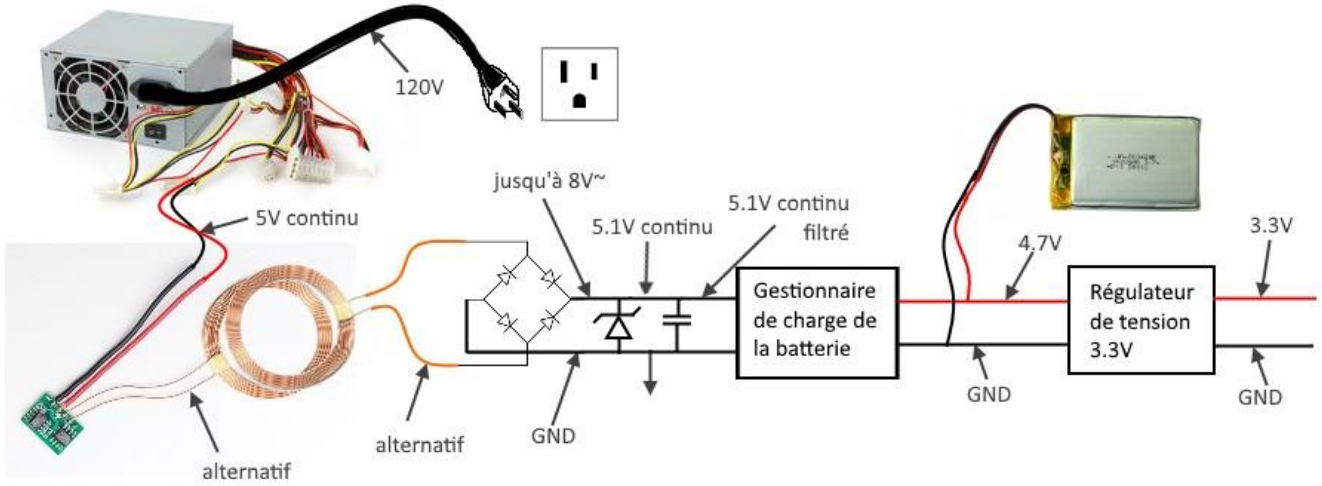 120V
jusqu'à 8V~
5.1V continu
filtré
5V continu
5.1V continu
4.7V
3.3V
Gestionnaire
de charge de
la batterie
Régulateur
de tension
3.3V
GND
GND
GND
alternatif
alternatif